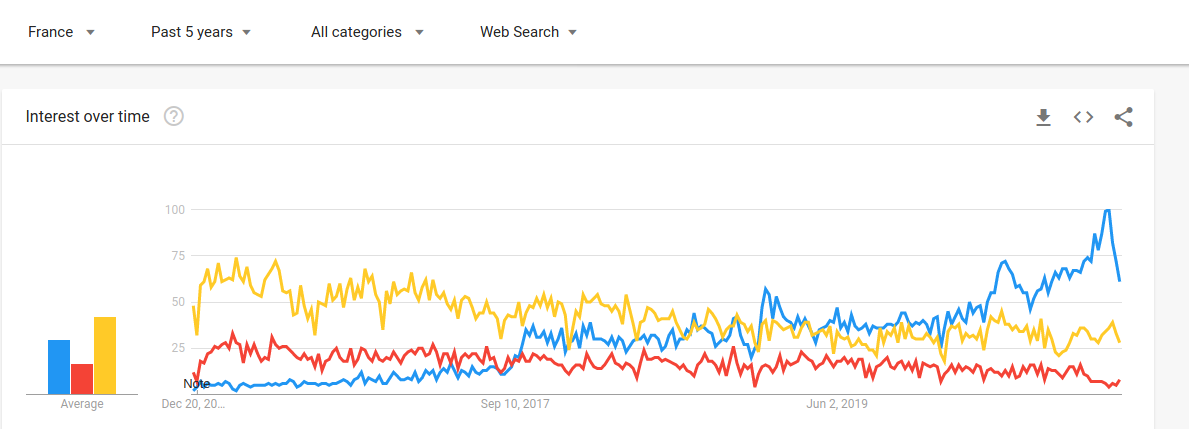 France Past 5 years All categories Web Search
Interest over time ?
100
75
50
25
Note
Average Dec 20, 20... Sep 10, 2017 Jun 2, 2019